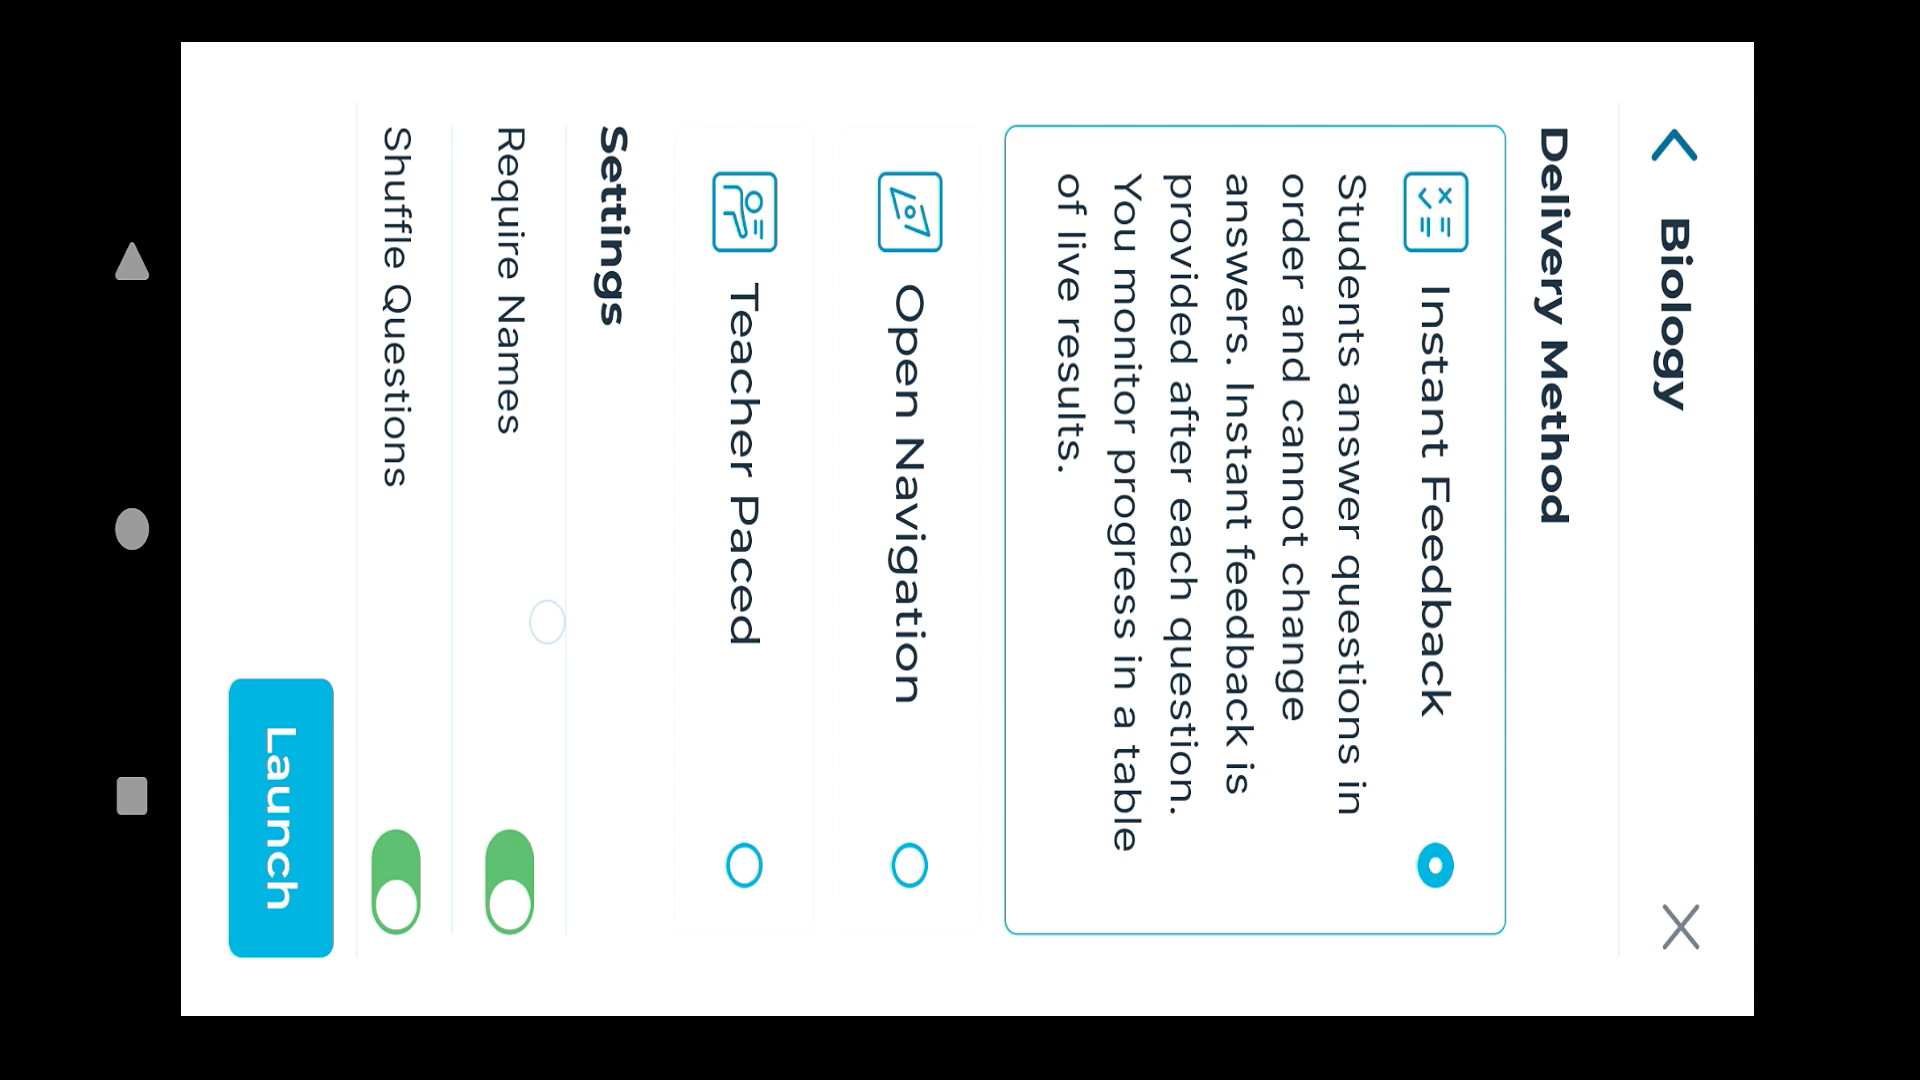 Biology
Delivery Method
Instant Feedback
Students answer questions in
order and cannot change
answers. Instant feedback is
provided after each question.
You monitor progress in a table
of live results.
Open Navigation
Teacher Paced
Settings
Require Names
Shuffle Questions
Launch